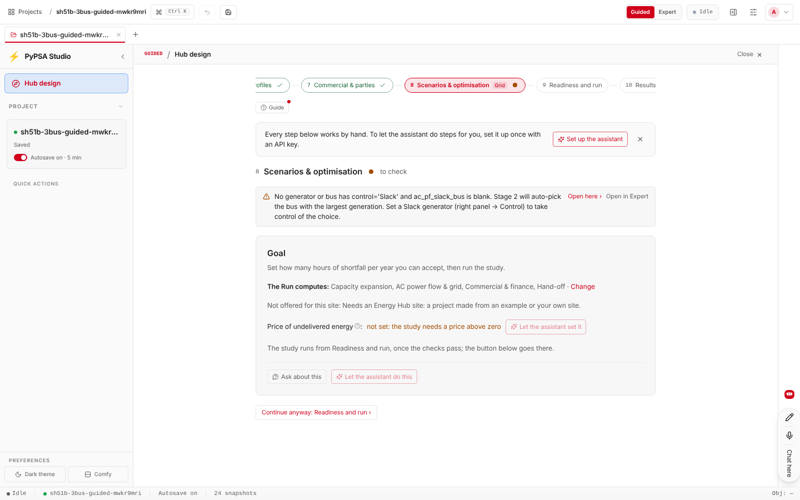 Projects / sh51b-3bus-guided-mwkr9mri ⌘ Ctrl K Guided Expert Idle A
sh51b-3bus-guided-mwkr... × +
PyPSA Studio
GUIDED / Hub design Close ×
Hub design
PROJECT
sh51b-3bus-guided-mwkr...
Saved
Autosave on · 5 min
QUICK ACTIONS
ofiles ✓ 7 Commercial & parties ✓ 8 Scenarios & optimisation Grid 9 Readiness and run 10 Results
Guide
Every step below works by hand. To let the assistant do steps for you, set it up once with
an API key.
Set up the assistant ×
8 Scenarios & optimisation to check
No generator or bus has control='Slack' and ac_pf_slack_bus is blank. Stage 2 will auto-pick
the bus with the largest generation. Set a Slack generator (right panel → Control) to take
control of the choice.
Open here › Open in Expert
Goal
Set how many hours of shortfall per year you can accept, then run the study.
The Run computes: Capacity expansion, AC power flow & grid, Commercial & finance, Hand-off · Change
Not offered for this site: Needs an Energy Hub site: a project made from an example or your own site.
Price of undelivered energy : not set: the study needs a price above zero Let the assistant set it
The study runs from Readiness and run, once the checks pass; the button below goes there.
Ask about this Let the assistant do this
Continue anyway: Readiness and run ›
Chat here
PREFERENCES
Dark theme Comfy
Idle sh51b-3bus-guided-mwkr9mri Autosave on 24 snapshots Obj: —